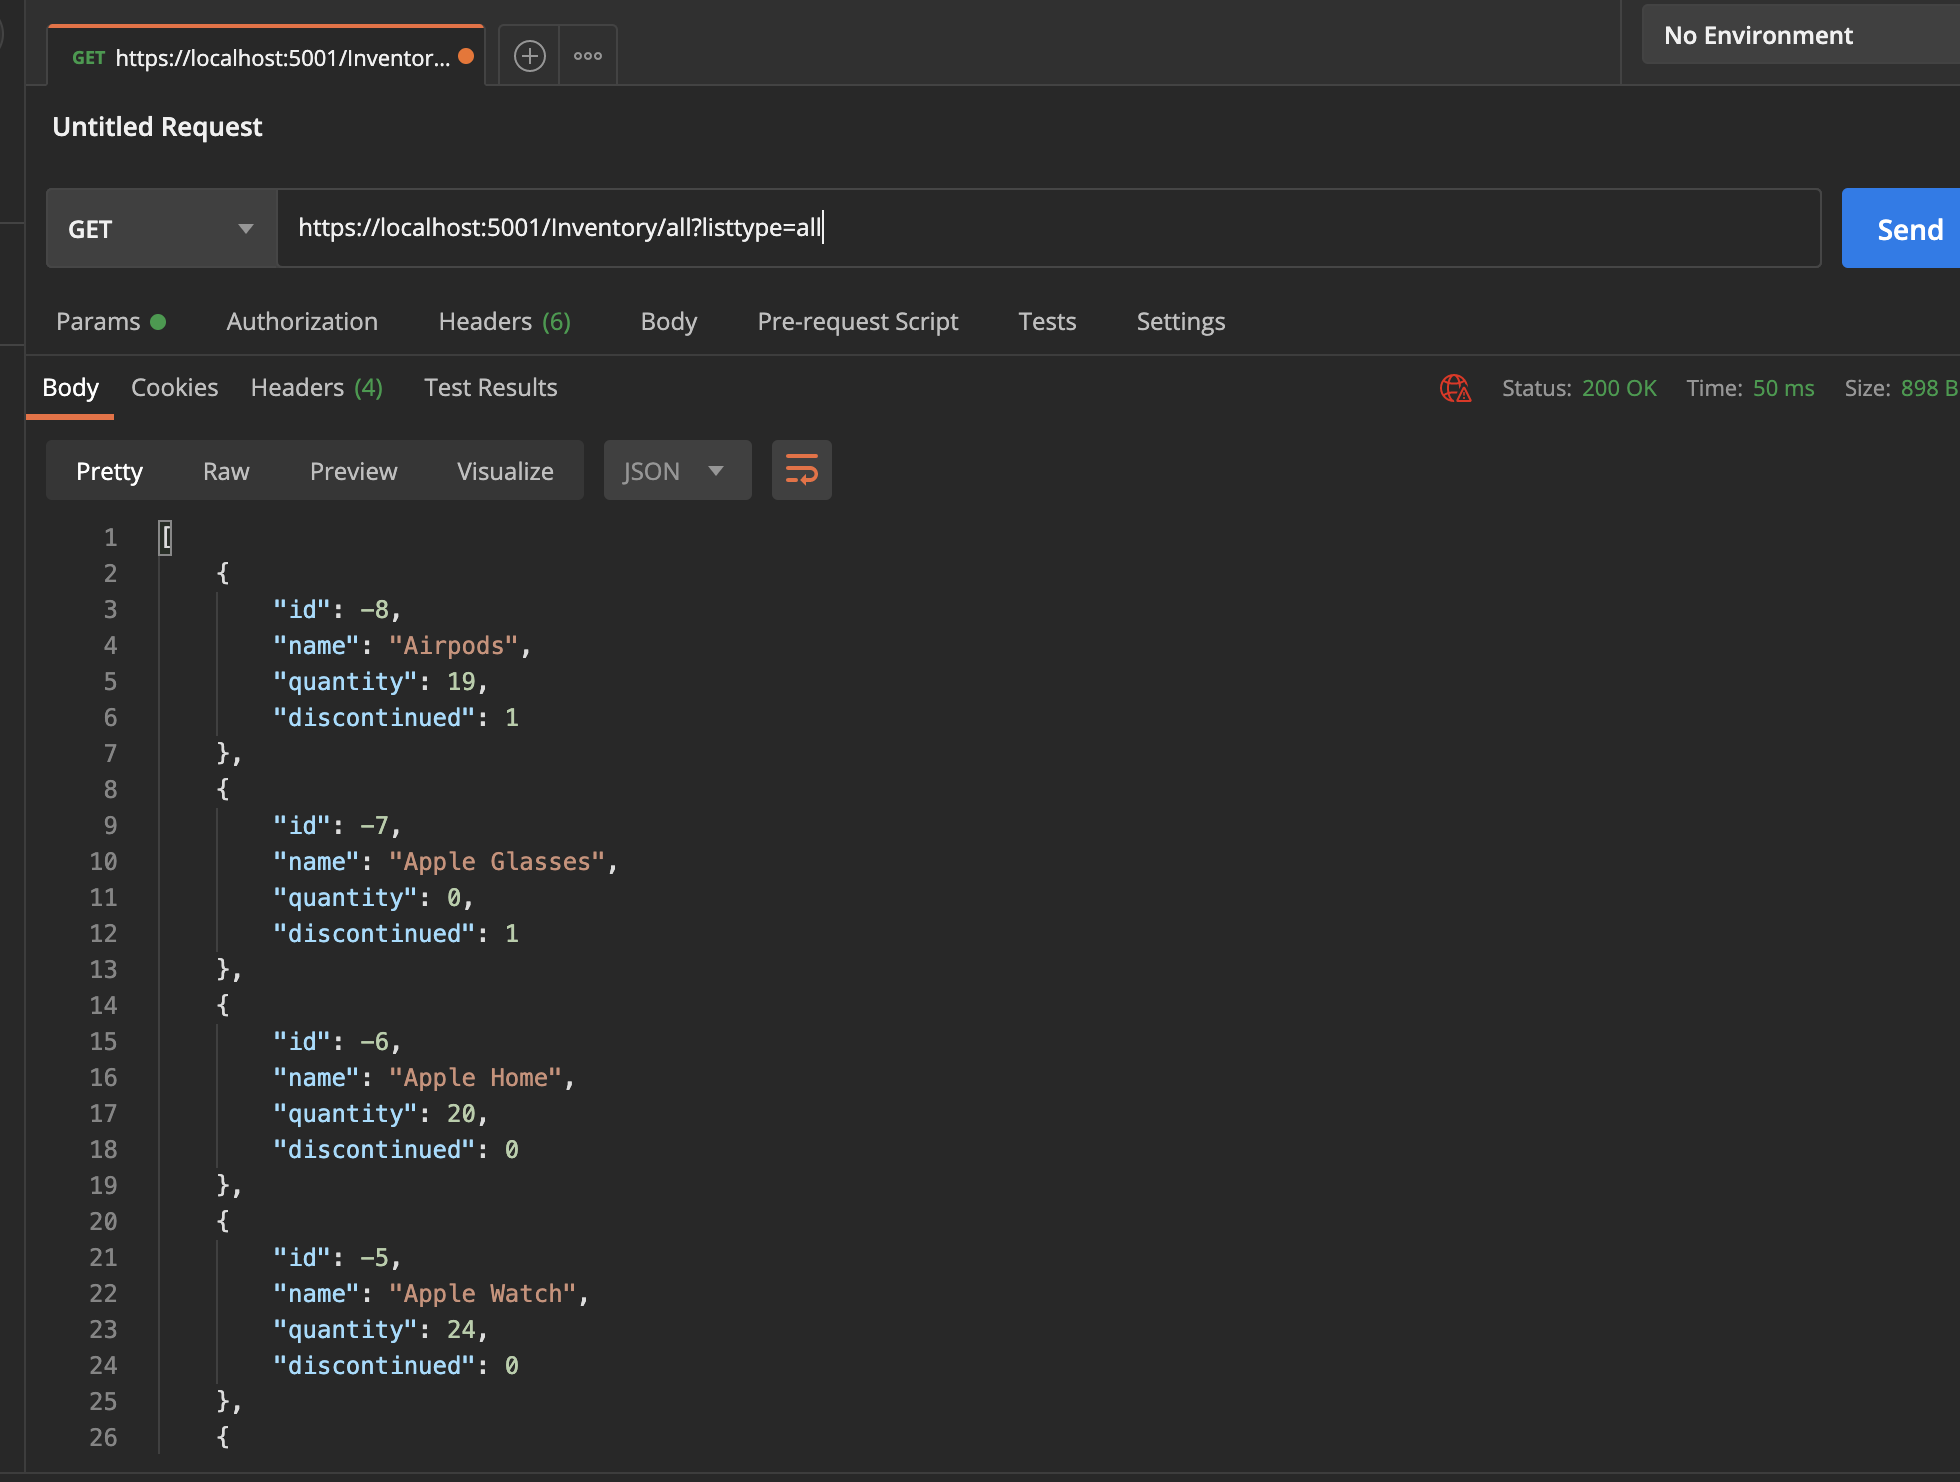 GET https://localhost:5001/Inventor...
No Environment
Untitled Request
GET https://localhost:5001/Inventory/all?listtype=all Send
Params Authorization Headers (6) Body Pre-request Script Tests Settings
Body Cookies Headers (4) Test Results Status: 200 OK Time: 50 ms Size: 898 B
Pretty Raw Preview Visualize JSON
1 [
2 {
3 "id": -8,
4 "name": "Airpods",
5 "quantity": 19,
6 "discontinued": 1
7 },
8 {
9 "id": -7,
10 "name": "Apple Glasses",
11 "quantity": 0,
12 "discontinued": 1
13 },
14 {
15 "id": -6,
16 "name": "Apple Home",
17 "quantity": 20,
18 "discontinued": 0
19 },
20 {
21 "id": -5,
22 "name": "Apple Watch",
23 "quantity": 24,
24 "discontinued": 0
25 },
26 {